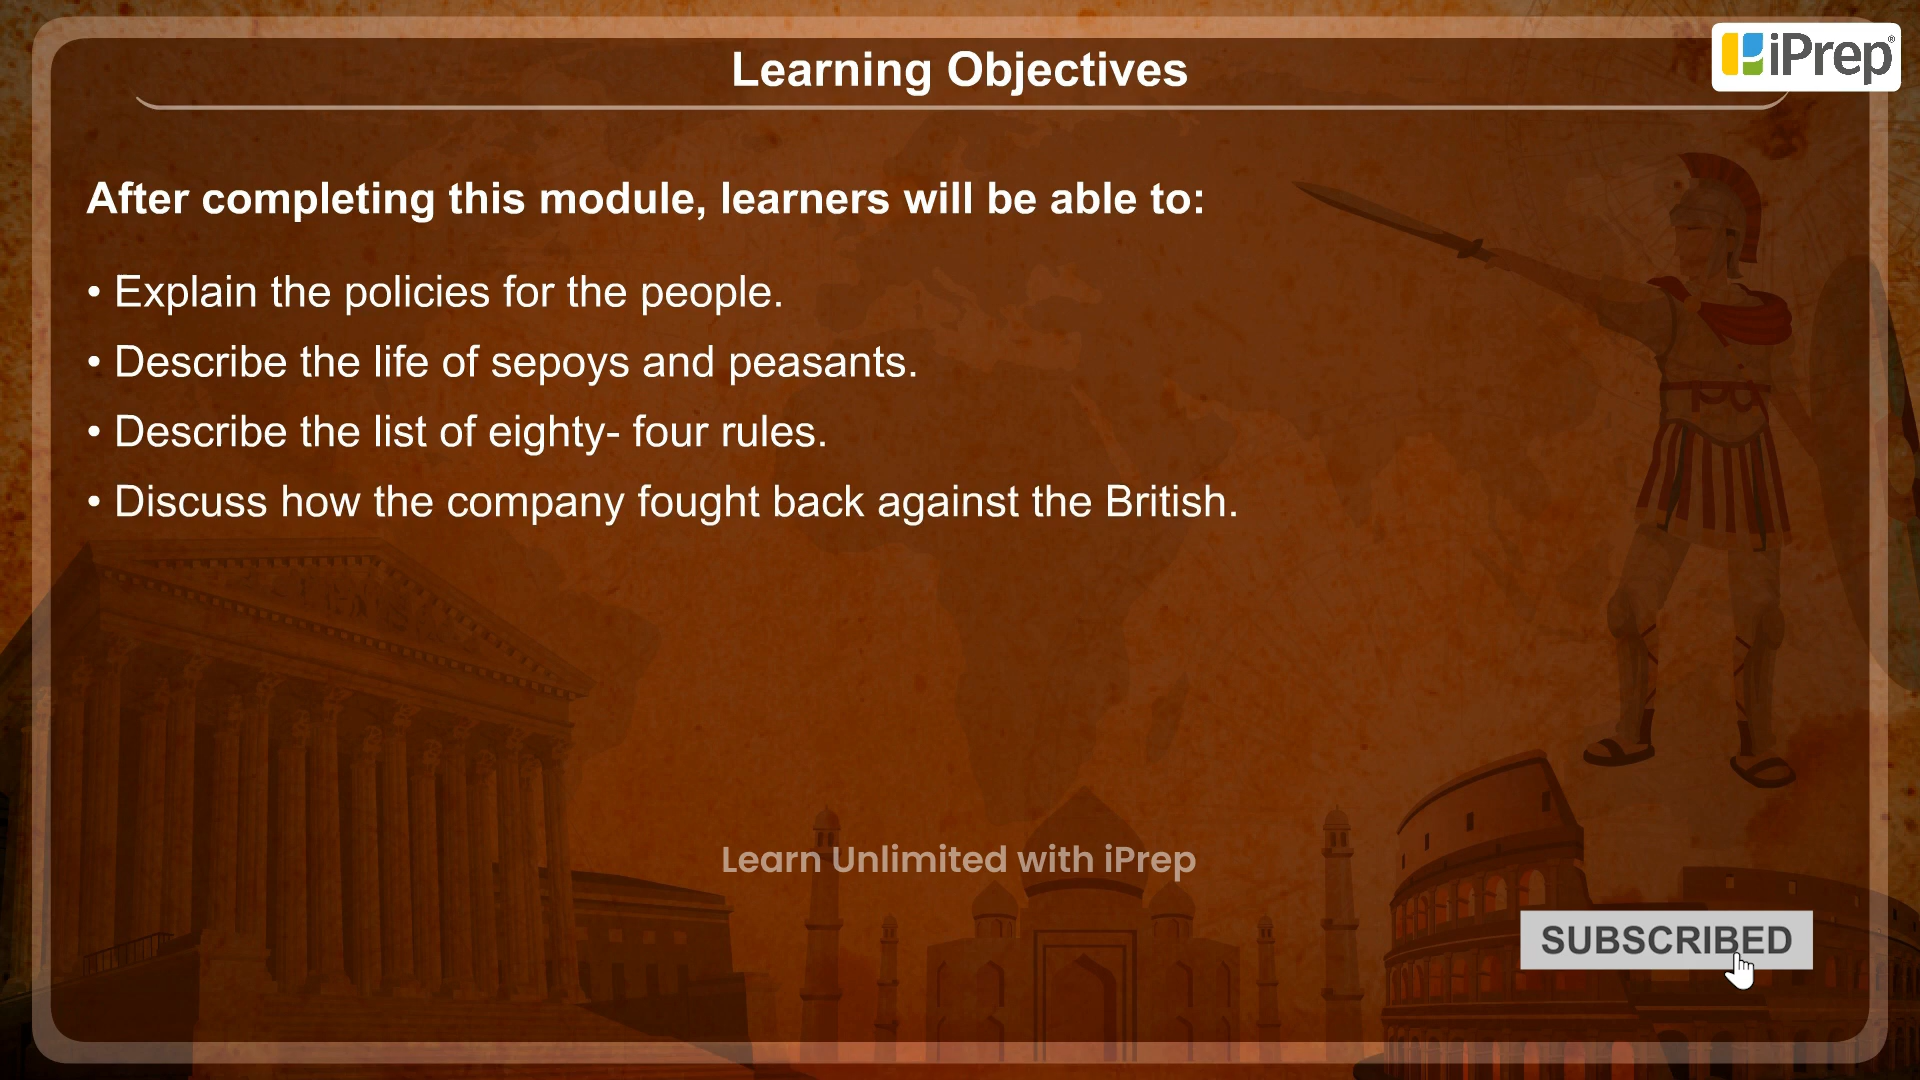 Learning Objectives
iPrep®
After completing this module, learners will be able to:
• Explain the policies for the people.
• Describe the life of sepoys and peasants.
• Describe the list of eighty- four rules.
• Discuss how the company fought back against the British.
Learn Unlimited with iPrep
SUBSCRIBED